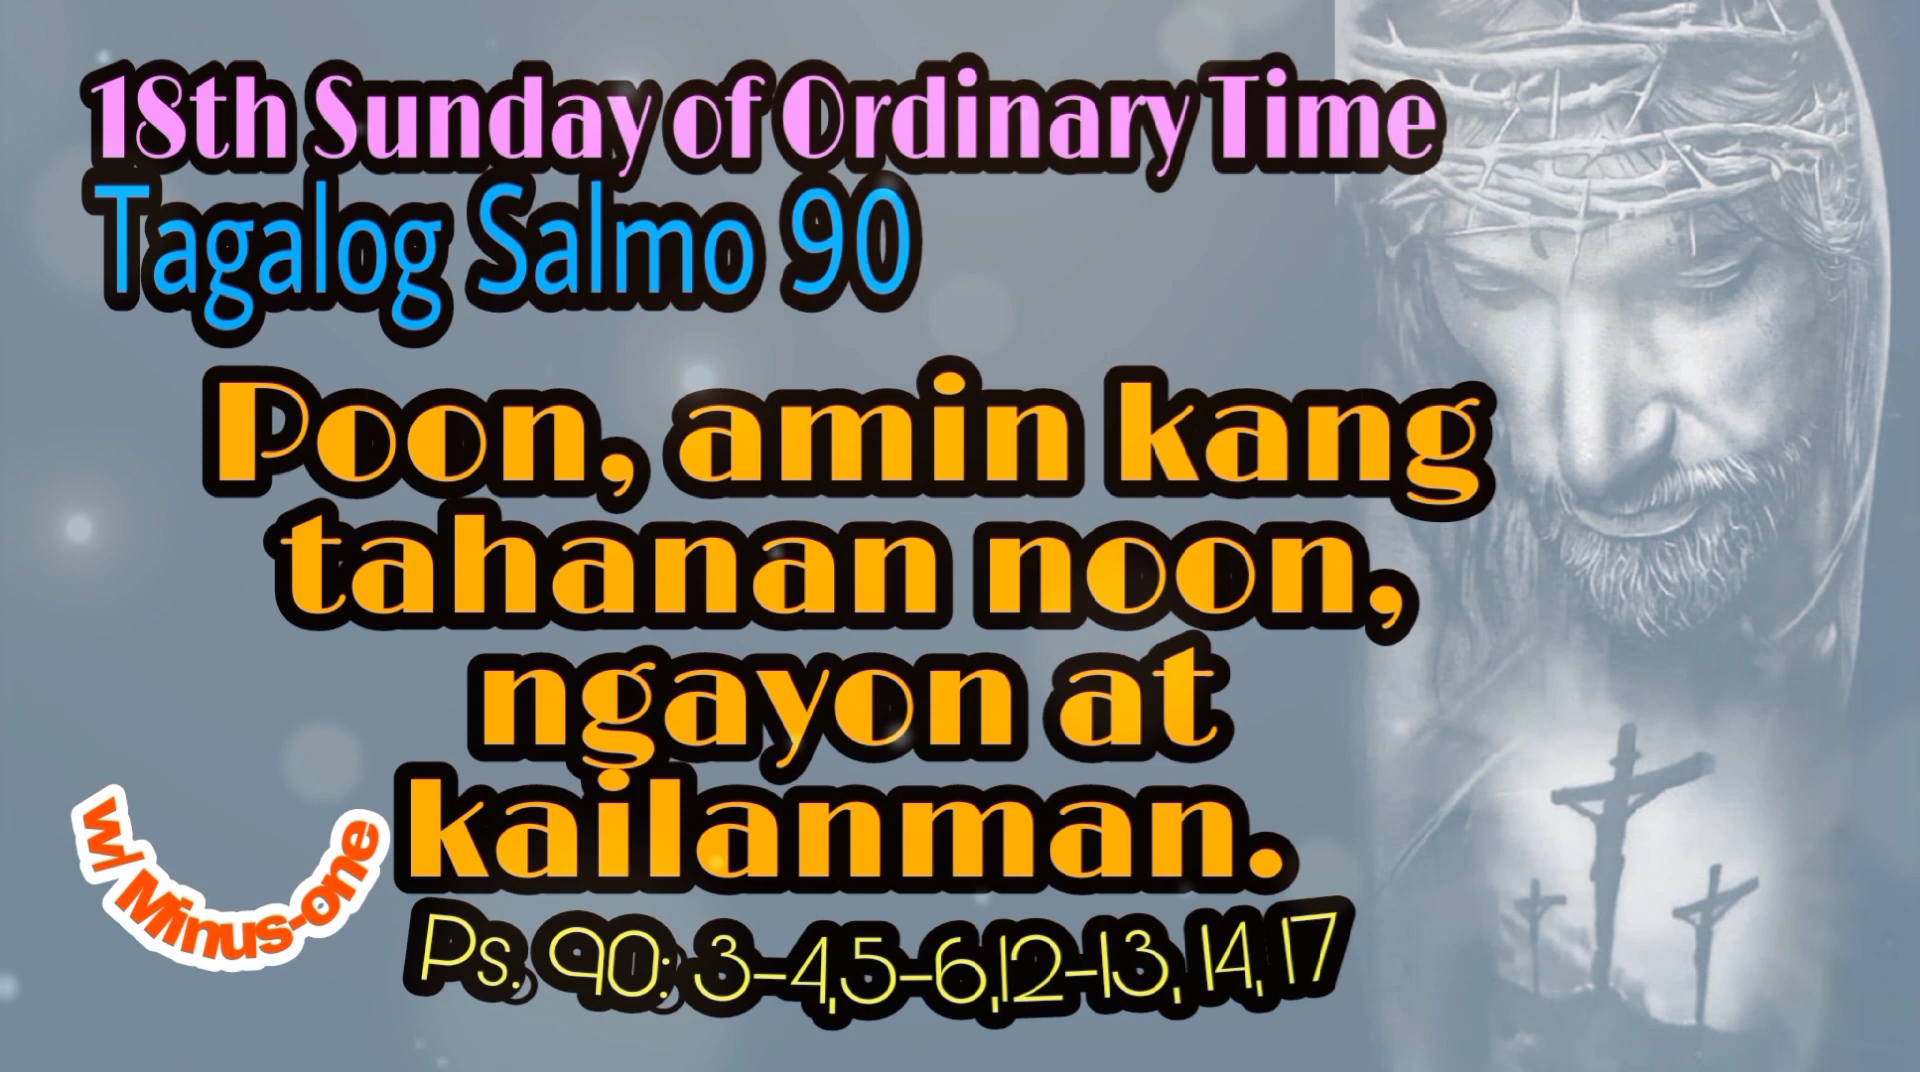 18th Sunday of Ordinary Time
Tagalog Salmo 90
Poon, amin kang
tahanan noon,
ngayon at
kailanman.
w/ Minus-one
Ps. 90: 3-4,5-6,12-13, 14, 17